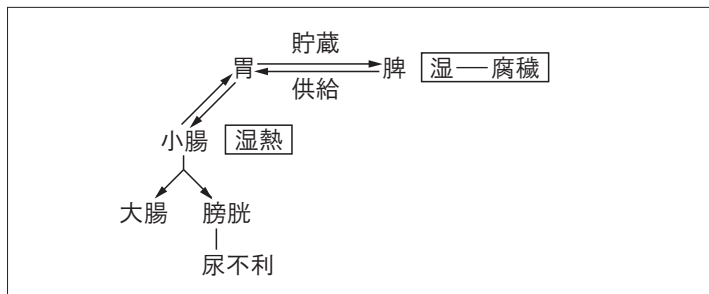 貯蔵
胃 脾 湿―腐穢
供給
小腸 湿熱
大腸 膀胱
尿不利